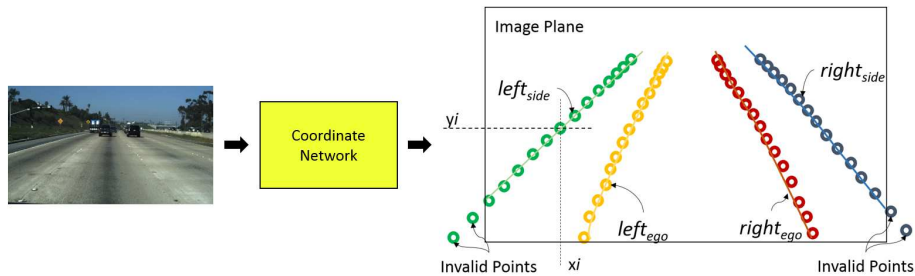 Image Plane
left_side
right_side
yi
Coordinate
Network
left_ego
right_ego
xi
Invalid Points
Invalid Points